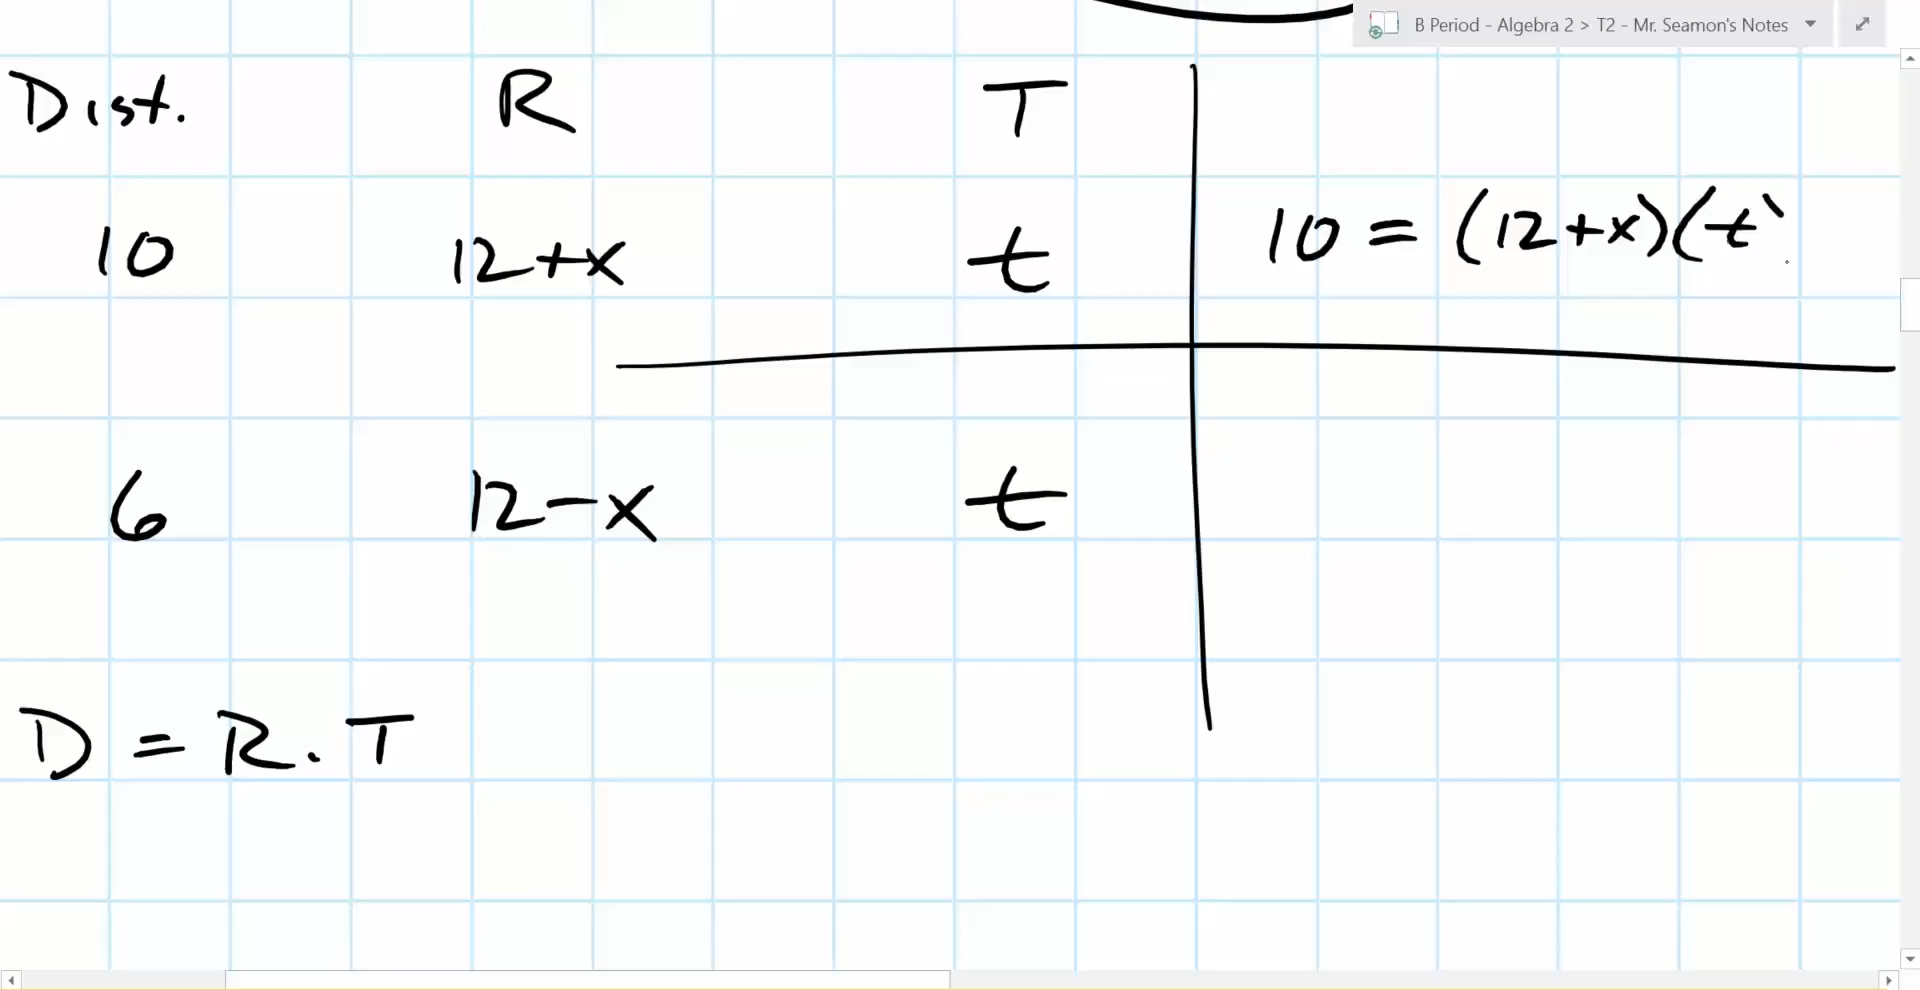 B Period - Algebra 2 > T2 - Mr. Seamon's Notes
Dist. R T
10 12+x t 10 = (12+x)(t)
6 12-x t
D = R . T